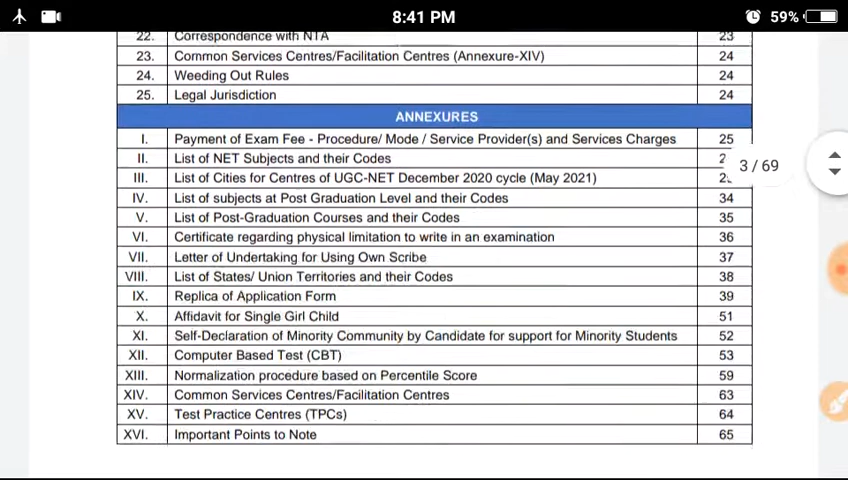 8:41 PM
59%
22. Correspondence with NTA 23
23. Common Services Centres/Facilitation Centres (Annexure-XIV) 24
24. Weeding Out Rules 24
25. Legal Jurisdiction 24
ANNEXURES
I. Payment of Exam Fee - Procedure/ Mode / Service Provider(s) and Services Charges 25
II. List of NET Subjects and their Codes
III. List of Cities for Centres of UGC-NET December 2020 cycle (May 2021)
3 / 69
IV. List of subjects at Post Graduation Level and their Codes 34
V. List of Post-Graduation Courses and their Codes 35
VI. Certificate regarding physical limitation to write in an examination 36
VII. Letter of Undertaking for Using Own Scribe 37
VIII. List of States/ Union Territories and their Codes 38
IX. Replica of Application Form 39
X. Affidavit for Single Girl Child 51
XI. Self-Declaration of Minority Community by Candidate for support for Minority Students 52
XII. Computer Based Test (CBT) 53
XIII. Normalization procedure based on Percentile Score 59
XIV. Common Services Centres/Facilitation Centres 63
XV. Test Practice Centres (TPCs) 64
XVI. Important Points to Note 65